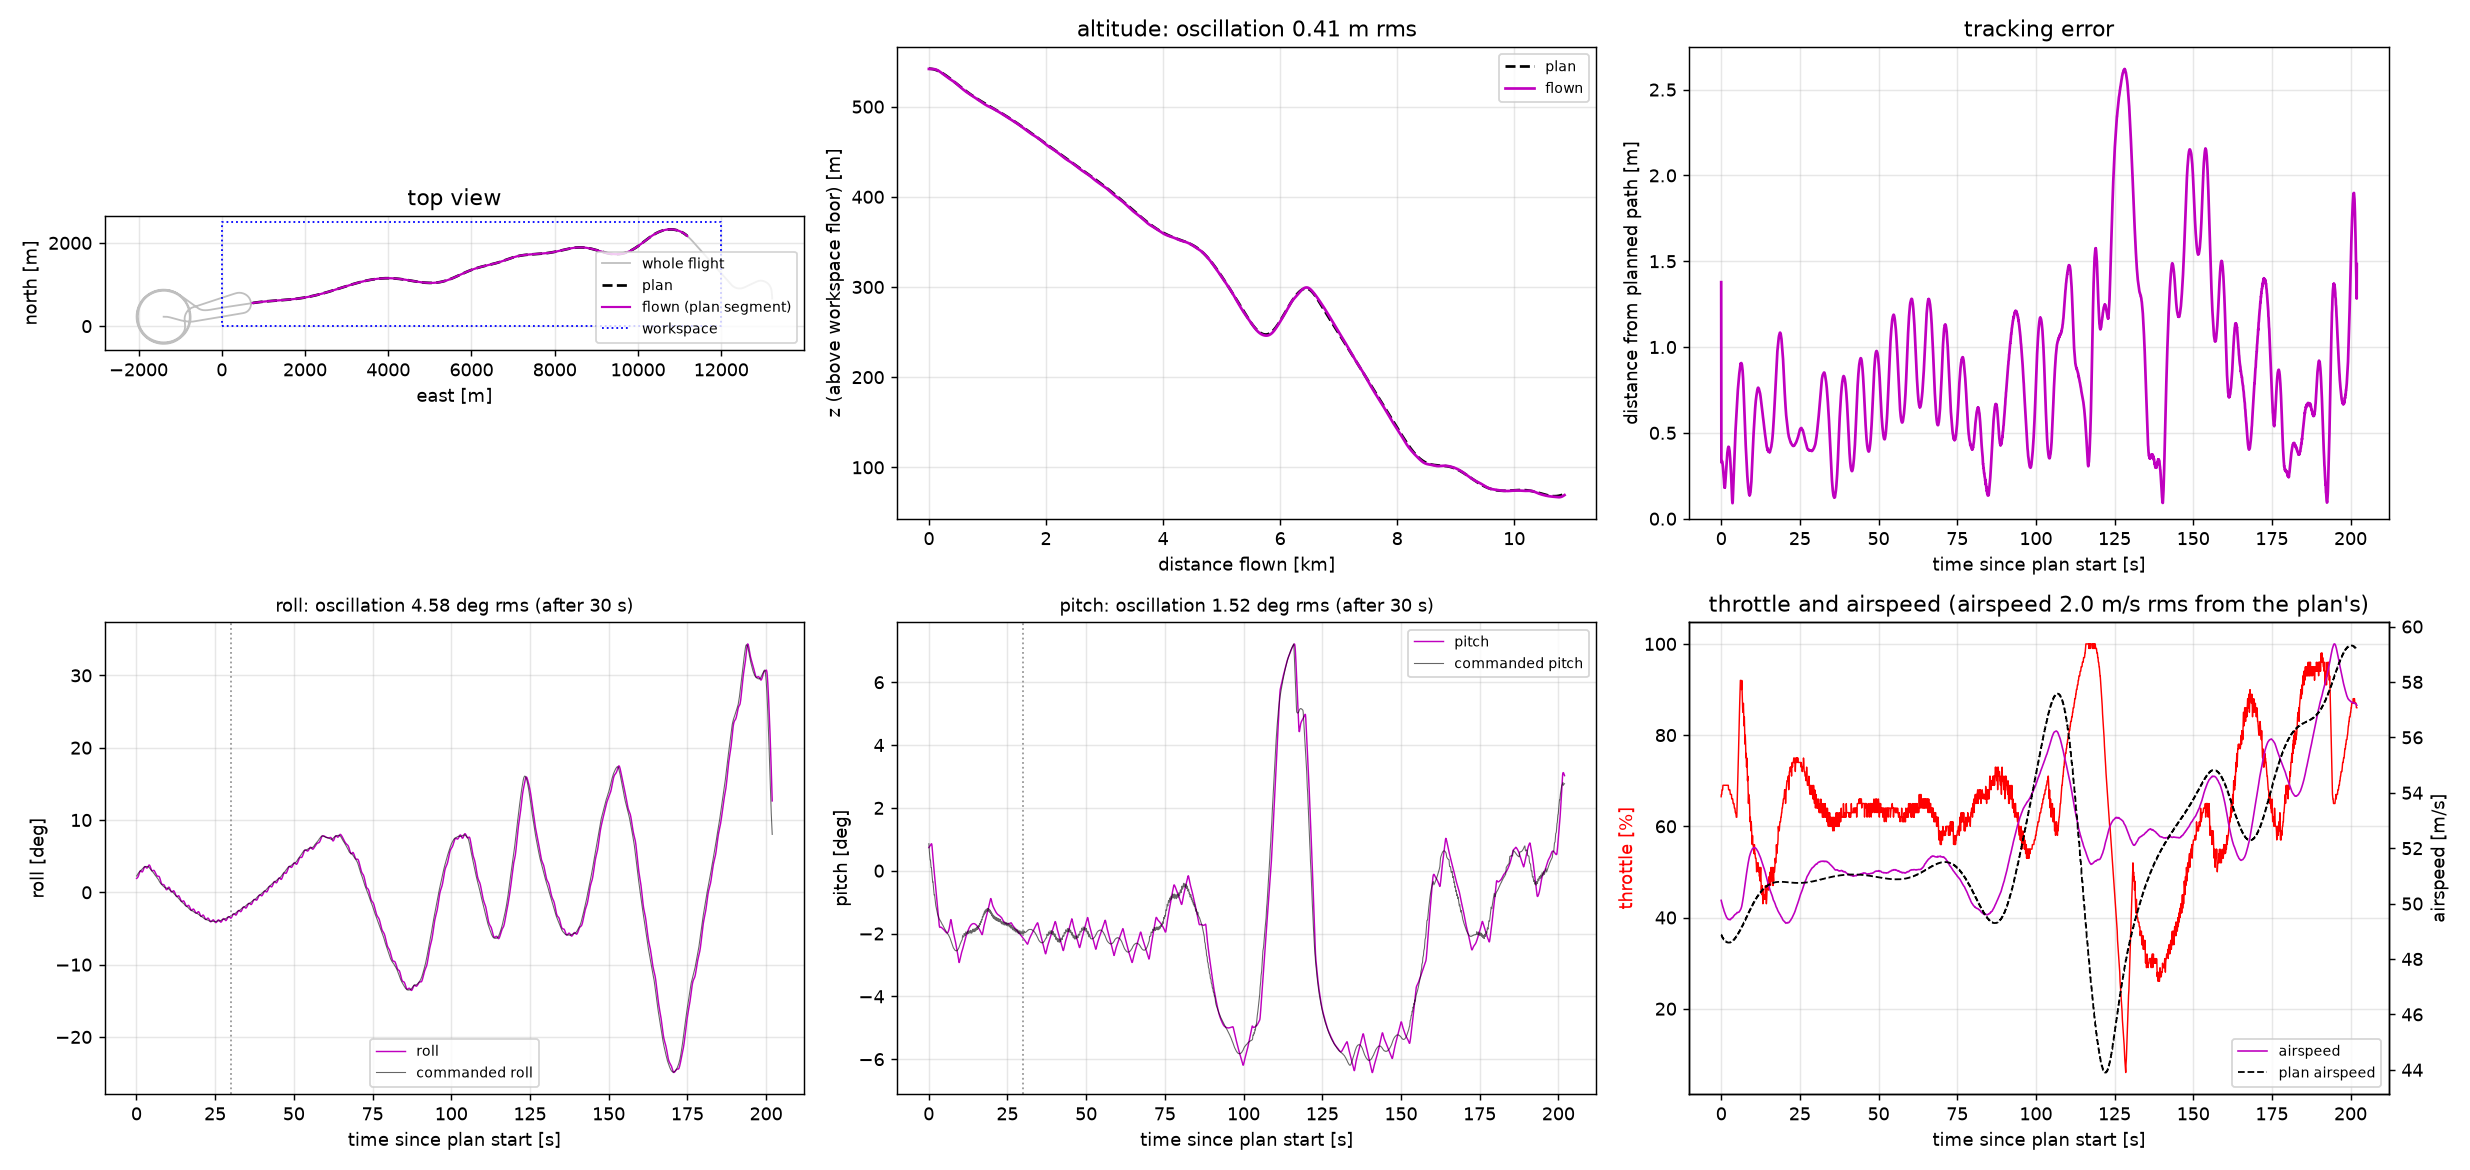 top view
north [m]
2000
0
−2000
0
2000
4000
6000
8000
10000
12000
east [m]
whole flight
plan
flown (plan segment)
workspace
altitude: oscillation 0.41 m rms
z (above workspace floor) [m]
500
400
300
200
100
0
2
4
6
8
10
distance flown [km]
plan
flown
tracking error
distance from planned path [m]
2.5
2.0
1.5
1.0
0.5
0.0
0
25
50
75
100
125
150
175
200
time since plan start [s]
roll: oscillation 4.58 deg rms (after 30 s)
roll [deg]
30
20
10
0
−10
−20
0
25
50
75
100
125
150
175
200
time since plan start [s]
roll
commanded roll
pitch: oscillation 1.52 deg rms (after 30 s)
pitch [deg]
6
4
2
0
−2
−4
−6
0
25
50
75
100
125
150
175
200
time since plan start [s]
pitch
commanded pitch
throttle and airspeed (airspeed 2.0 m/s rms from the plan's)
throttle [%]
100
80
60
40
20
0
25
50
75
100
125
150
175
200
time since plan start [s]
60
58
56
54
52
50
48
46
44
airspeed [m/s]
airspeed
plan airspeed